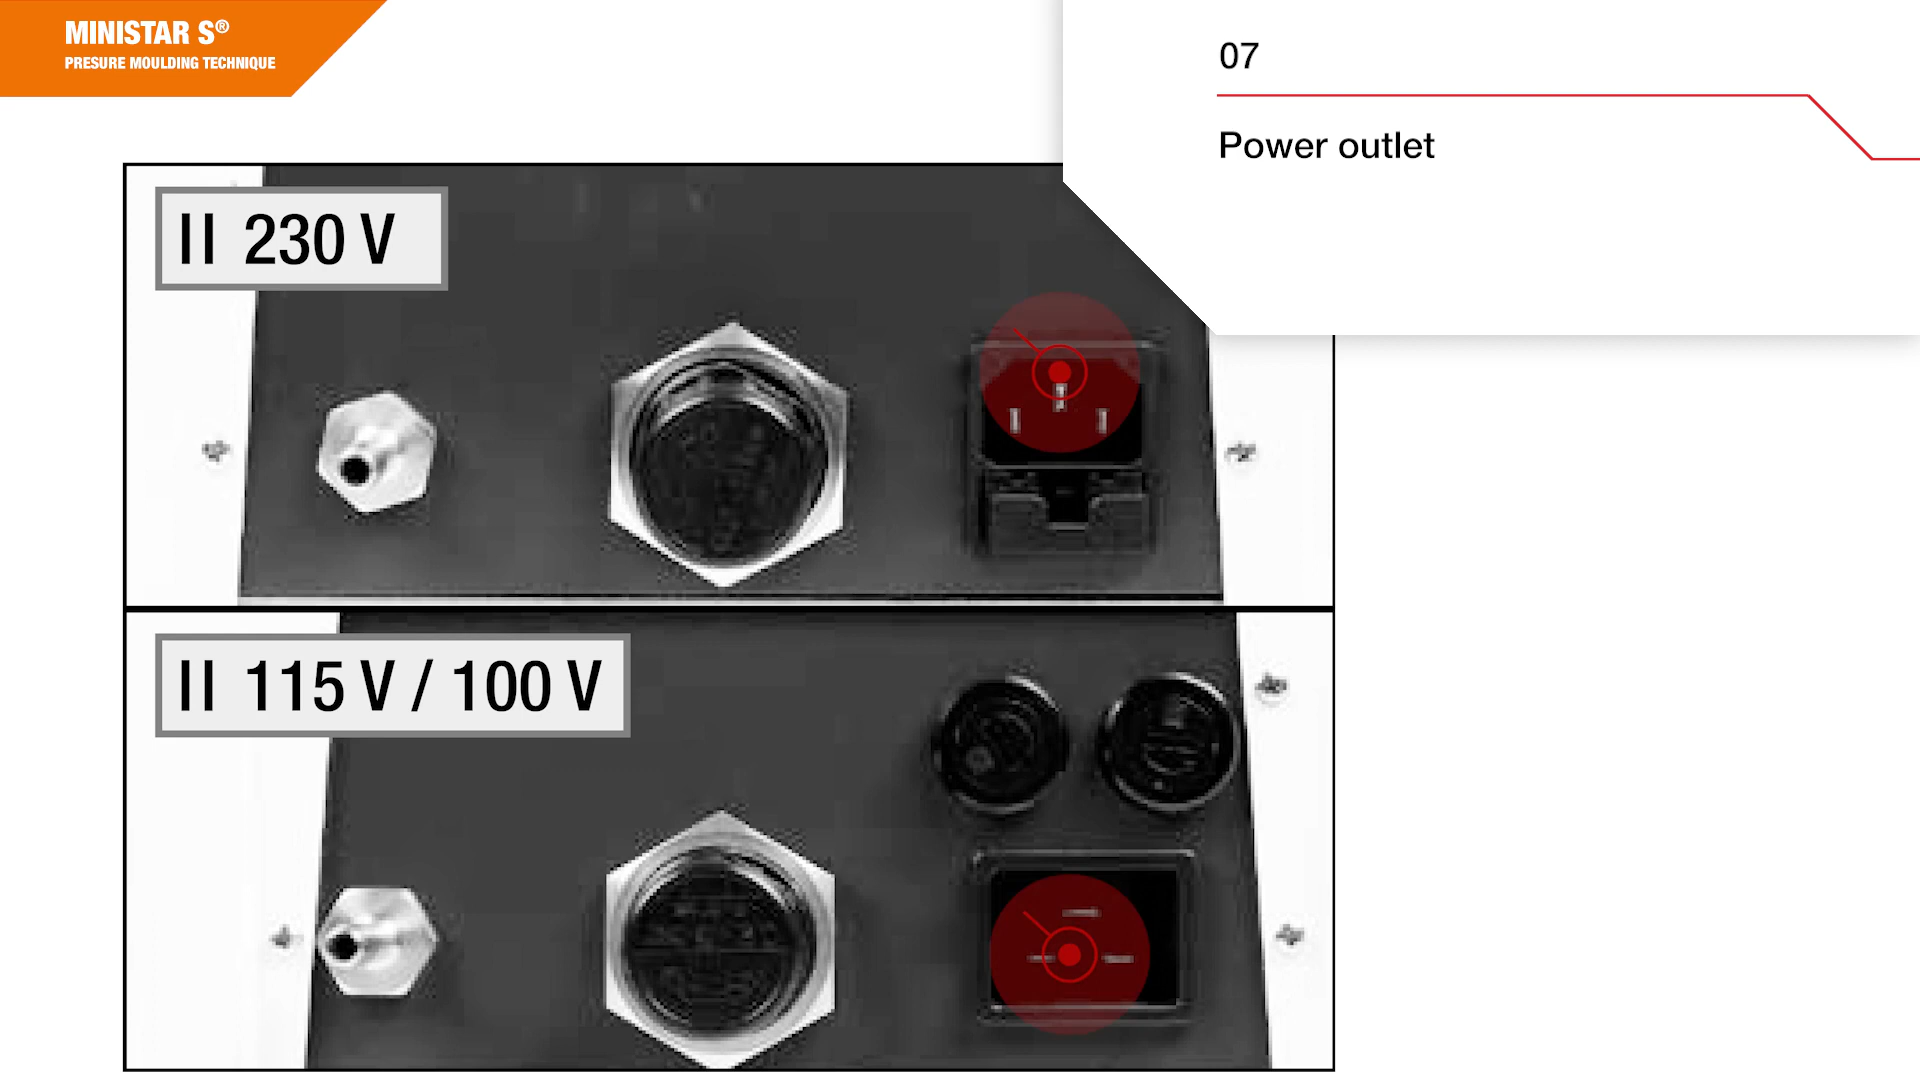 MINISTAR S®
PRESURE MOULDING TECHNIQUE
07
Power outlet
II 230 V
II 115 V / 100 V